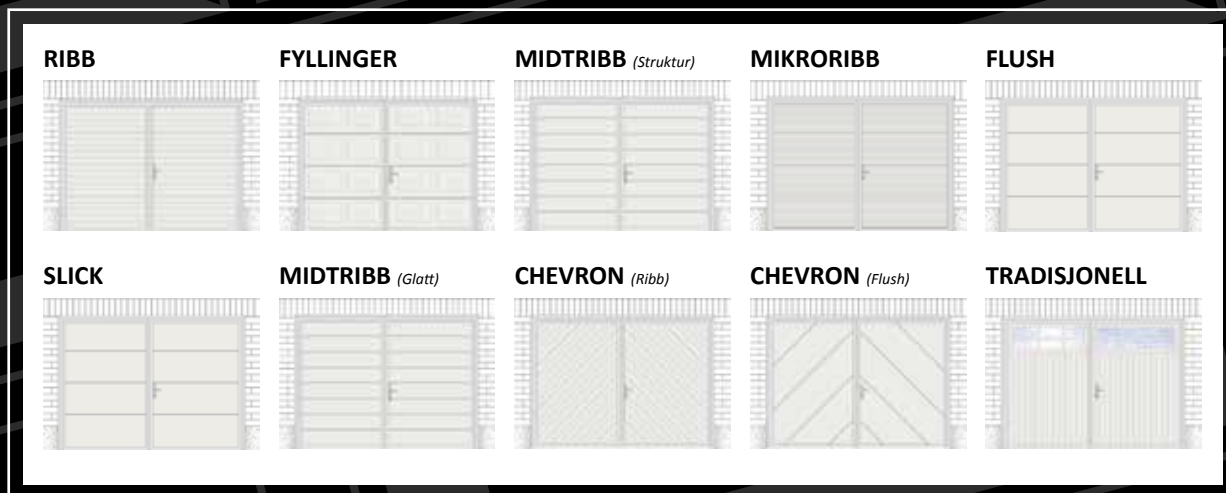 RIBB
FYLLINGER
MIDTRIBB (Struktur)
MIKRORIBB
FLUSH
SLICK
MIDTRIBB (Glatt)
CHEVRON (Ribb)
CHEVRON (Flush)
TRADISJONELL